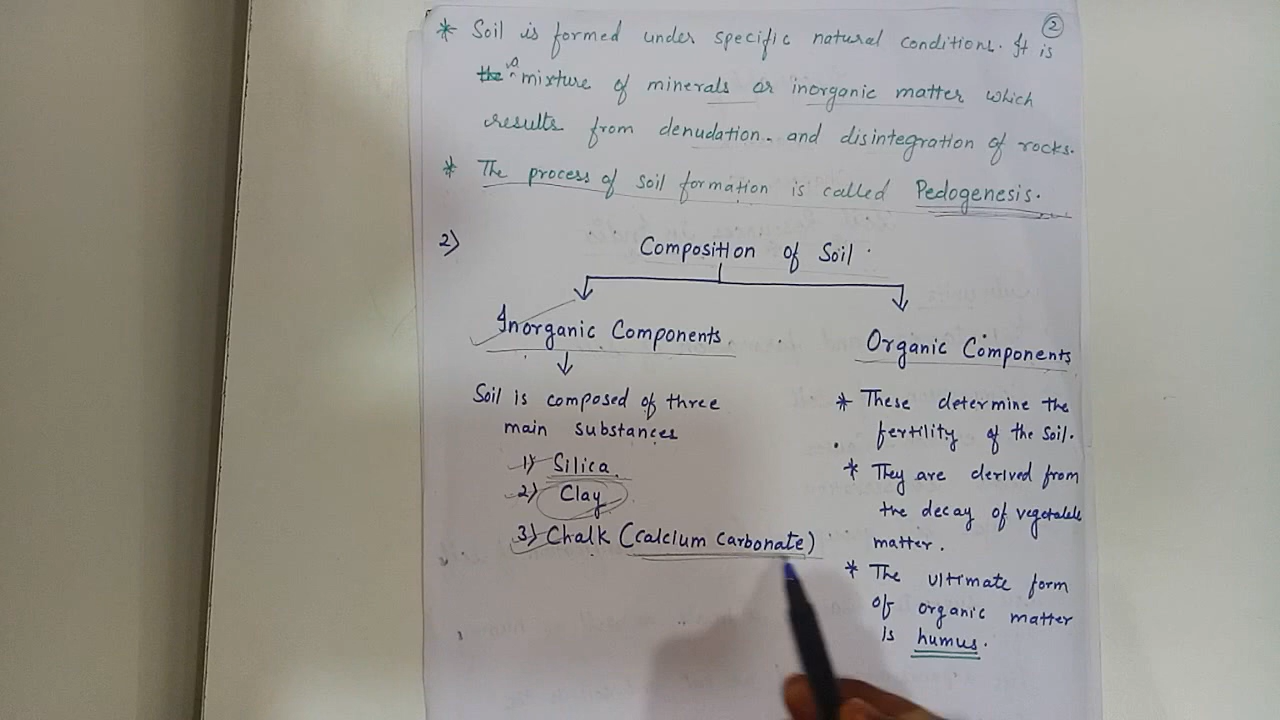 2
* Soil is formed under specific natural conditions. It is
the a mixture of minerals or inorganic matter which
results from denudation. and disintegration of rocks.
* The process of soil formation is called Pedogenesis.
2) Composition of Soil.
Inorganic Components
Soil is composed of three
main substances
1) Silica
2) Clay
3) Chalk (calcium carbonate)
Organic Components
* These determine the
fertility of the soil.
* They are derived from
the decay of vegetable
matter.
* The ultimate form
of organic matter
is humus.